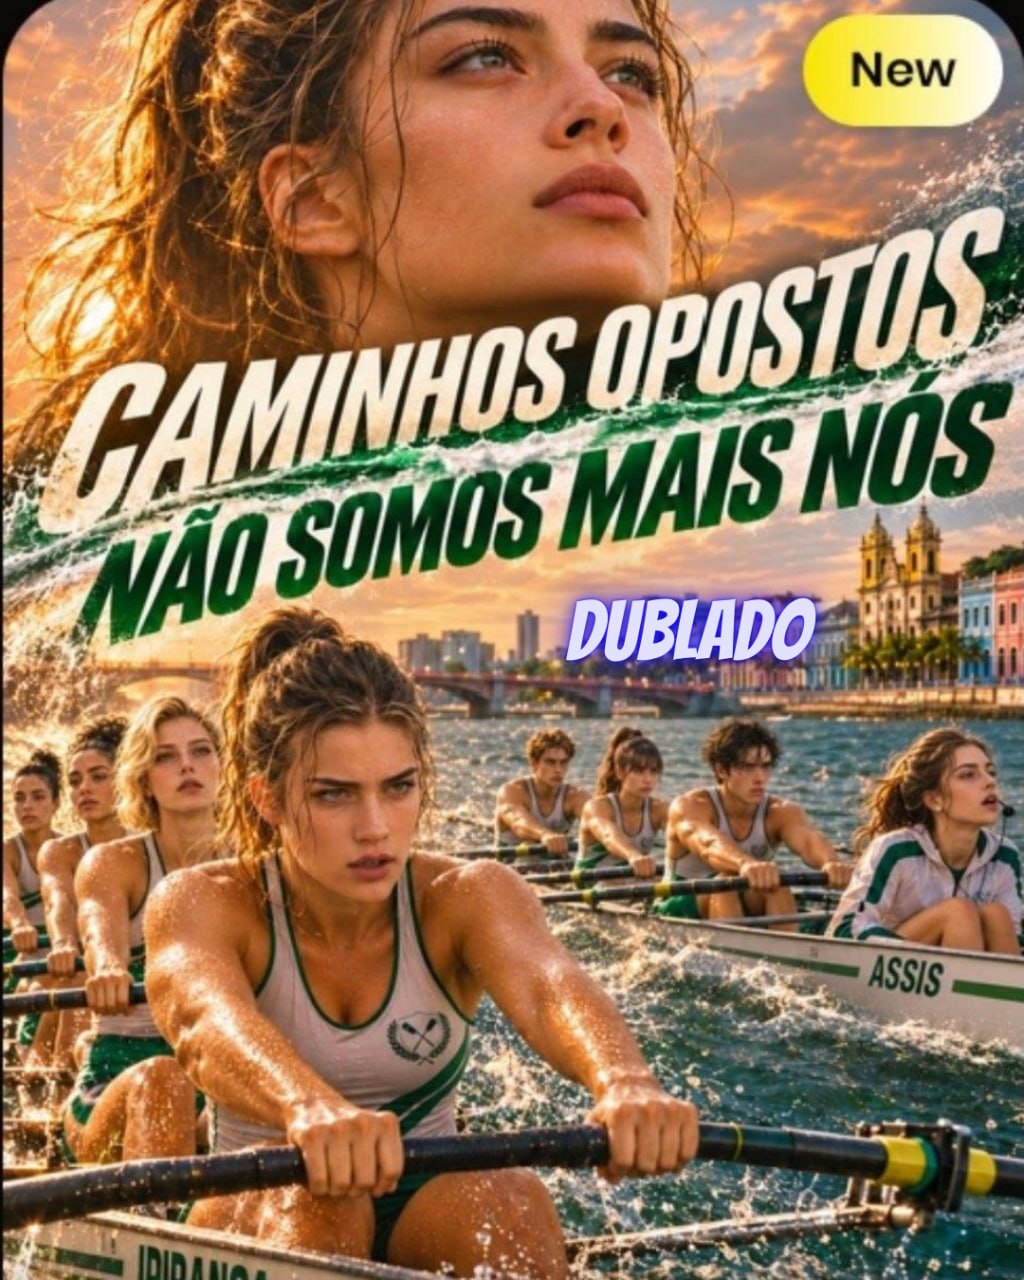 New
CAMINHOS OPOSTOS
NÃO SOMOS MAIS NÓS
DUBLADO
ASSIS